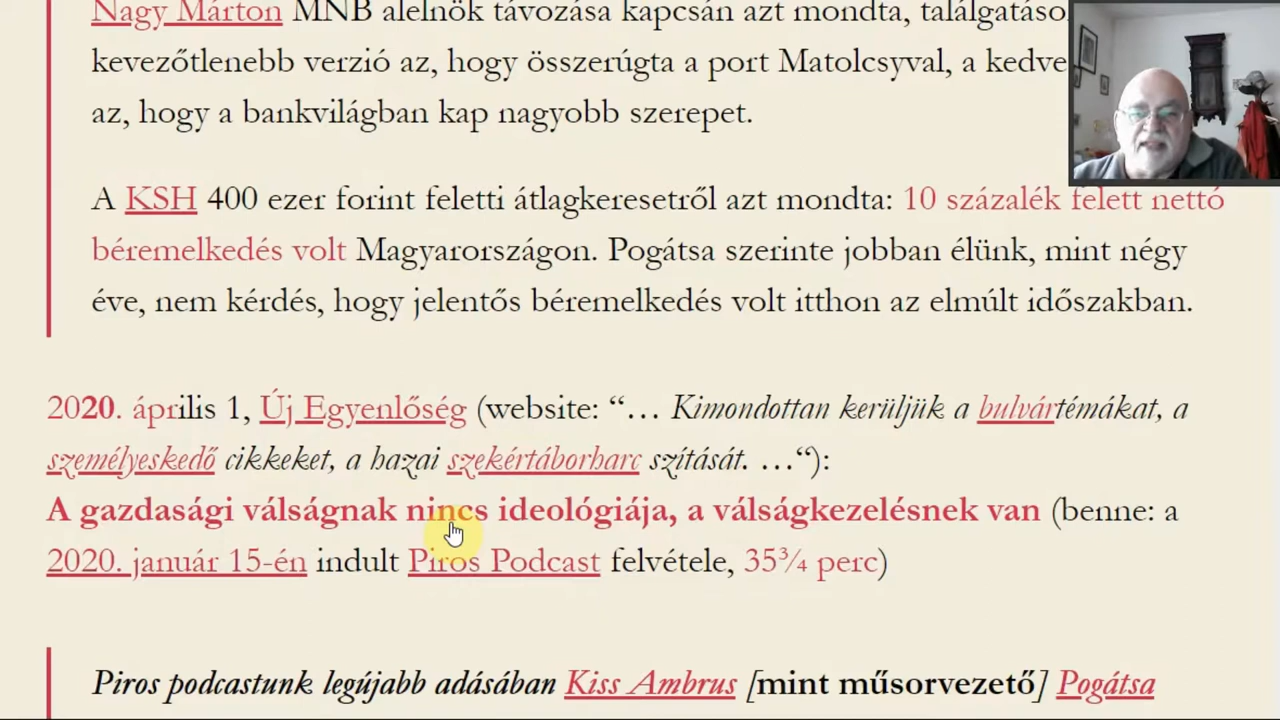 Nagy Márton MNB alelnök távozása kapcsán azt mondta,
kevezőtlenebb verzió az, hogy összerúgta a port Matolcsyval, a
az, hogy a bankvilágban kap nagyobb szerepet.
A KSH 400 ezer forint feletti átlagkeresetről azt mondta: 10 százalék felett nettó
béremelkedés volt Magyarországon. Pogátsa szerinte jobban élünk, mint négy
éve, nem kérdés, hogy jelentős béremelkedés volt itthon az elmúlt időszakban.
2020. április 1, Új Egyenlőség (website: “… Kimondottan kerüljük a bulvártémákat, a
személyeskedő cikkeket, a hazai szekértáborharc szítását. …“):
A gazdasági válságnak nincs ideológiája, a válságkezelésnek van (benne: a
2020. január 15-én indult Piros Podcast felvétele, 35¾ perc)
Piros podcastunk legújabb adásában Kiss Ambrus [mint műsorvezető] Pogátsa